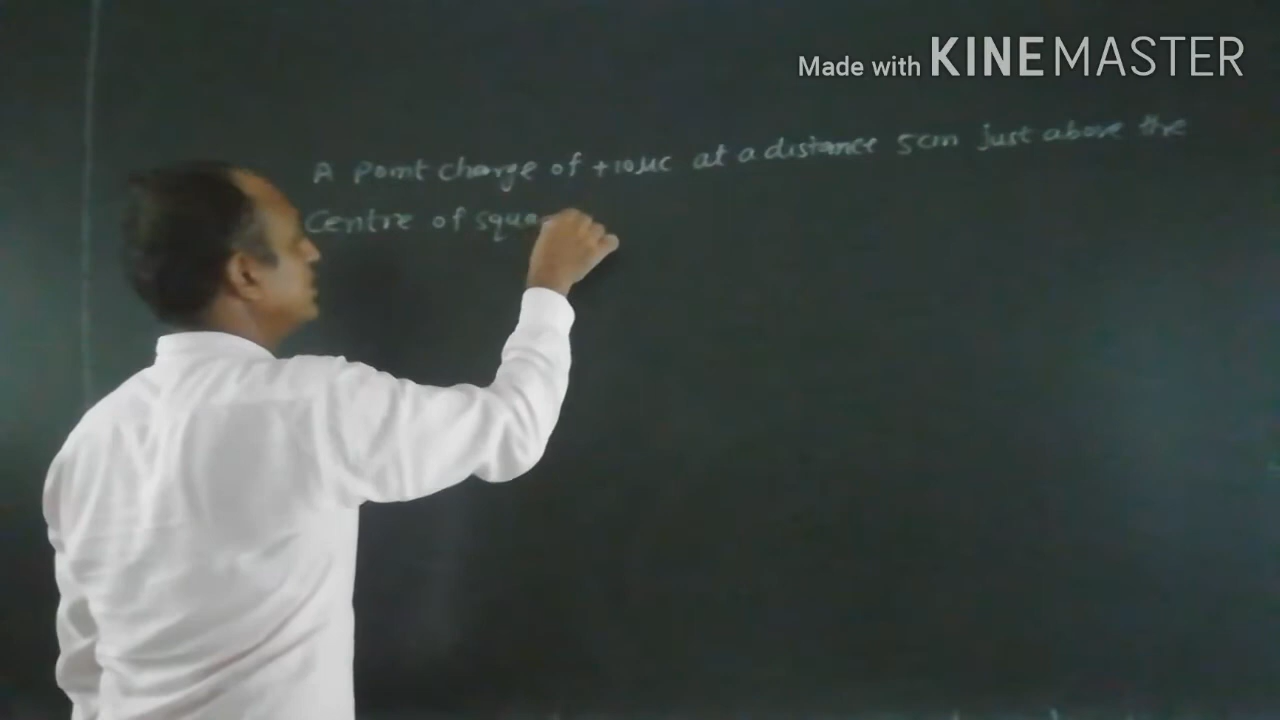 Made with KINEMASTER
A point charge of +10μC at a distance 5cm just above the
Centre of squa